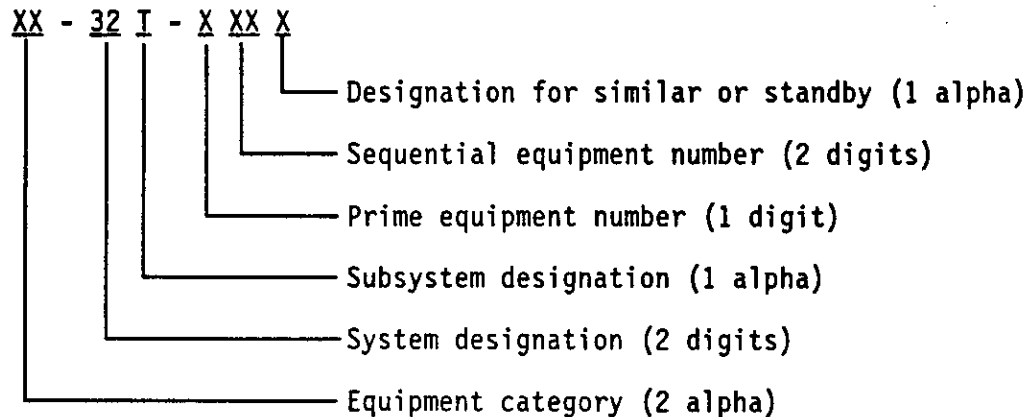 XX - 32 T - X XX X
Designation for similar or standby (1 alpha)
Sequential equipment number (2 digits)
Prime equipment number (1 digit)
Subsystem designation (1 alpha)
System designation (2 digits)
Equipment category (2 alpha)